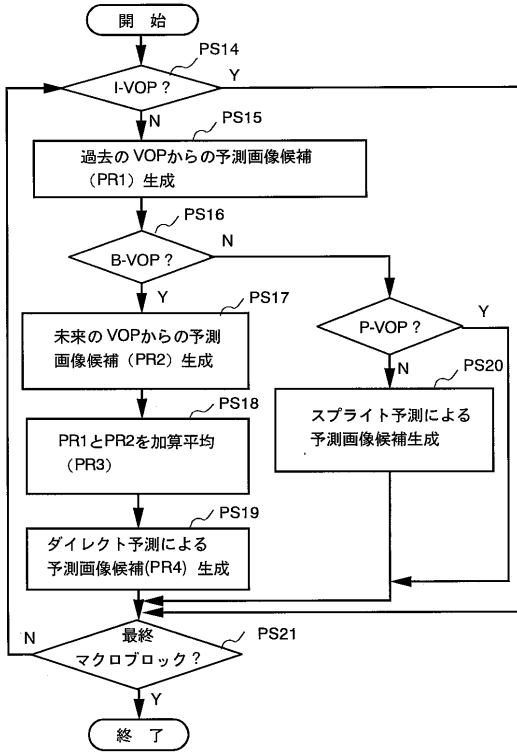 開 始
PS14
I-VOP ?
Y
N
PS15
過去の VOPからの予測画像候補
（PR1）生成
PS16
B-VOP ?
N
Y
PS17
未来の VOPからの予測
画像候補（PR2）生成
P-VOP ?
Y
N
PS20
スプライト予測による
予測画像候補生成
PS18
PR1とPR2を加算平均
（PR3）
PS19
ダイレクト予測による
予測画像候補(PR4) 生成
N
最終
マクロブロック ?
PS21
Y
終 了